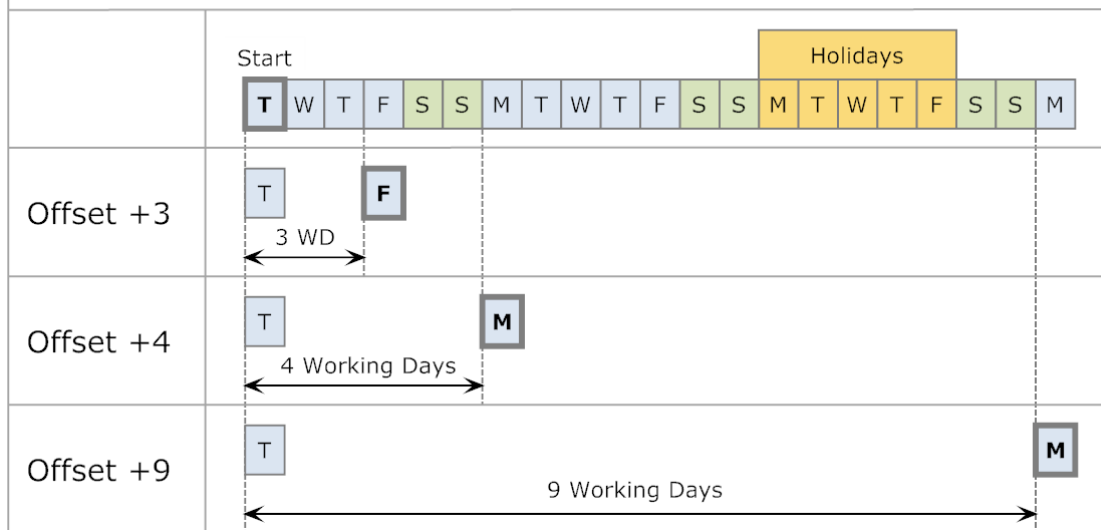 Holidays
Start
T W T F S S M T W T F S S M T W T F S S M
Offset +3
T F
3 WD
Offset +4
T M
4 Working Days
Offset +9
T M
9 Working Days